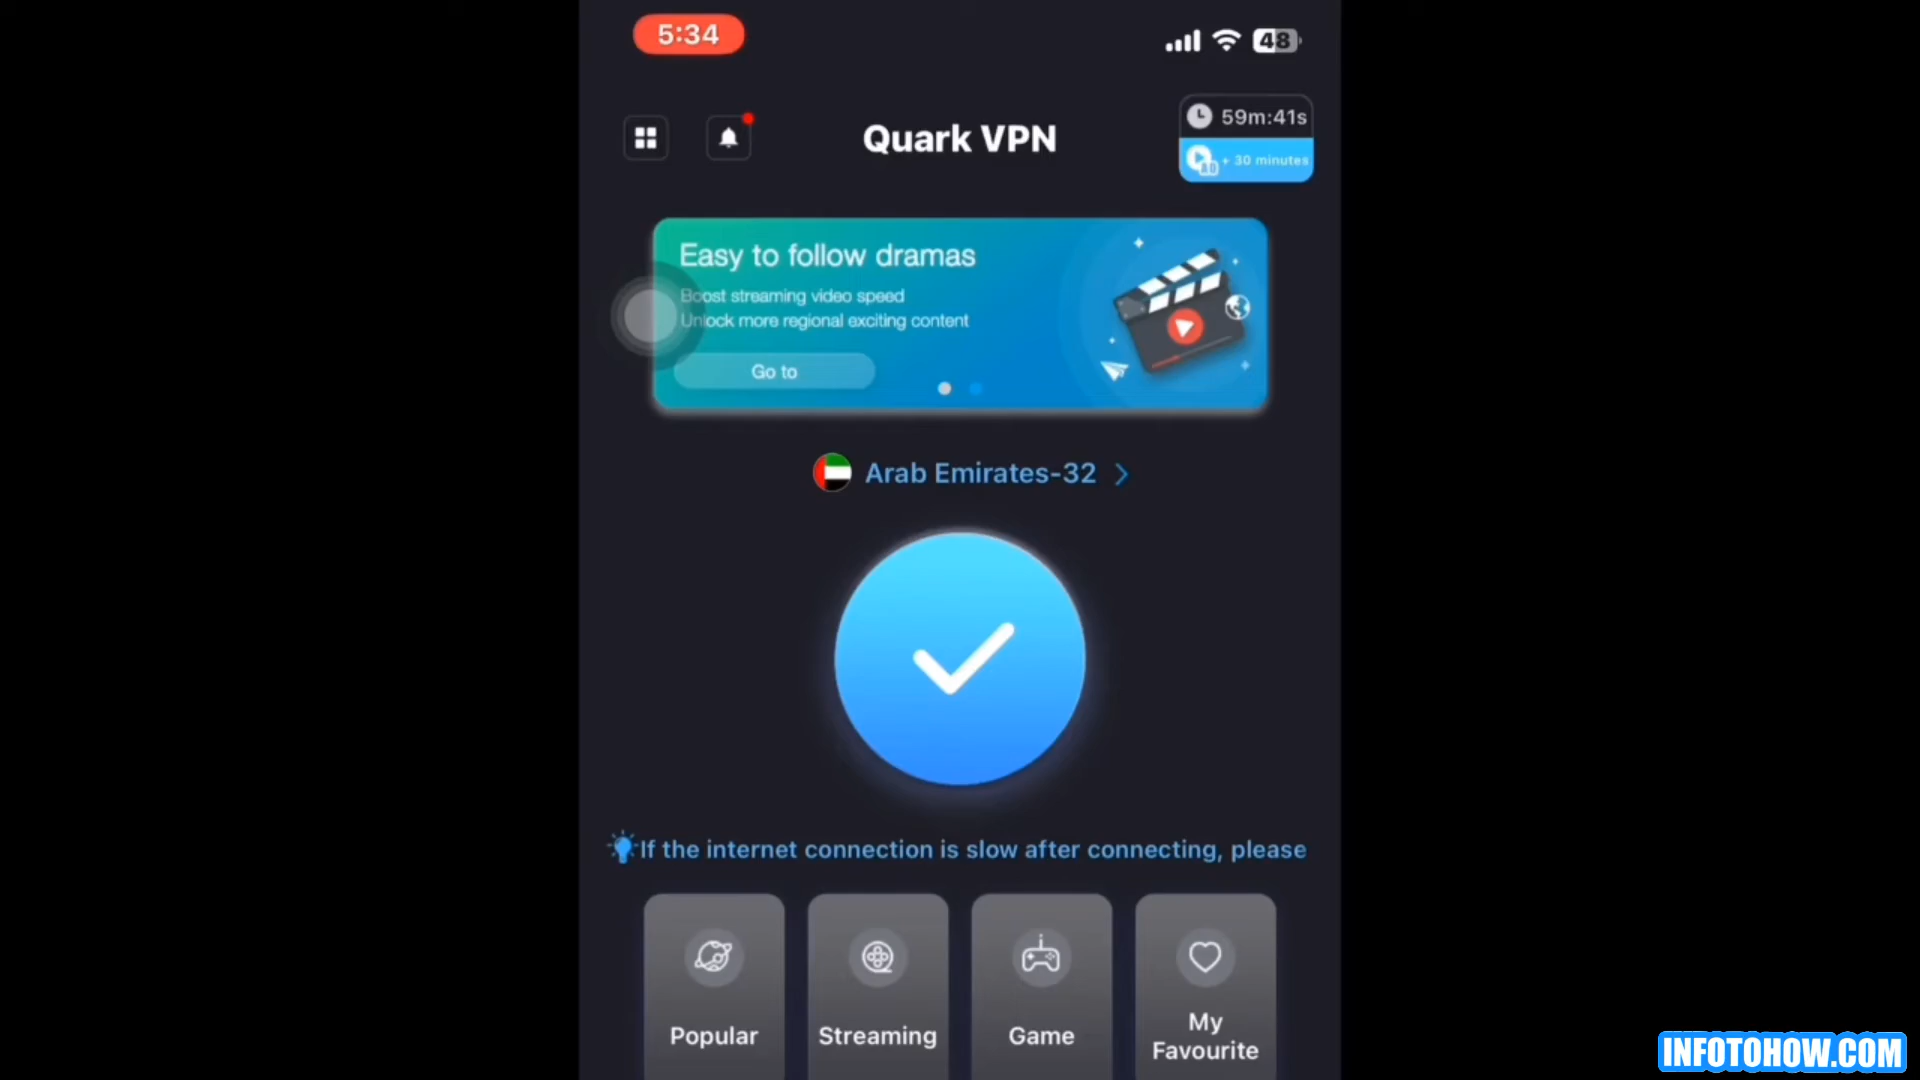 5:34
48
Quark VPN
59m:41s
AD + 30 minutes
Easy to follow dramas
Boost streaming video speed
Unlock more regional exciting content
Go to
Arab Emirates-32
If the internet connection is slow after connecting, please
Popular
Streaming
Game
My
Favourite
INFOTOHOW.COM